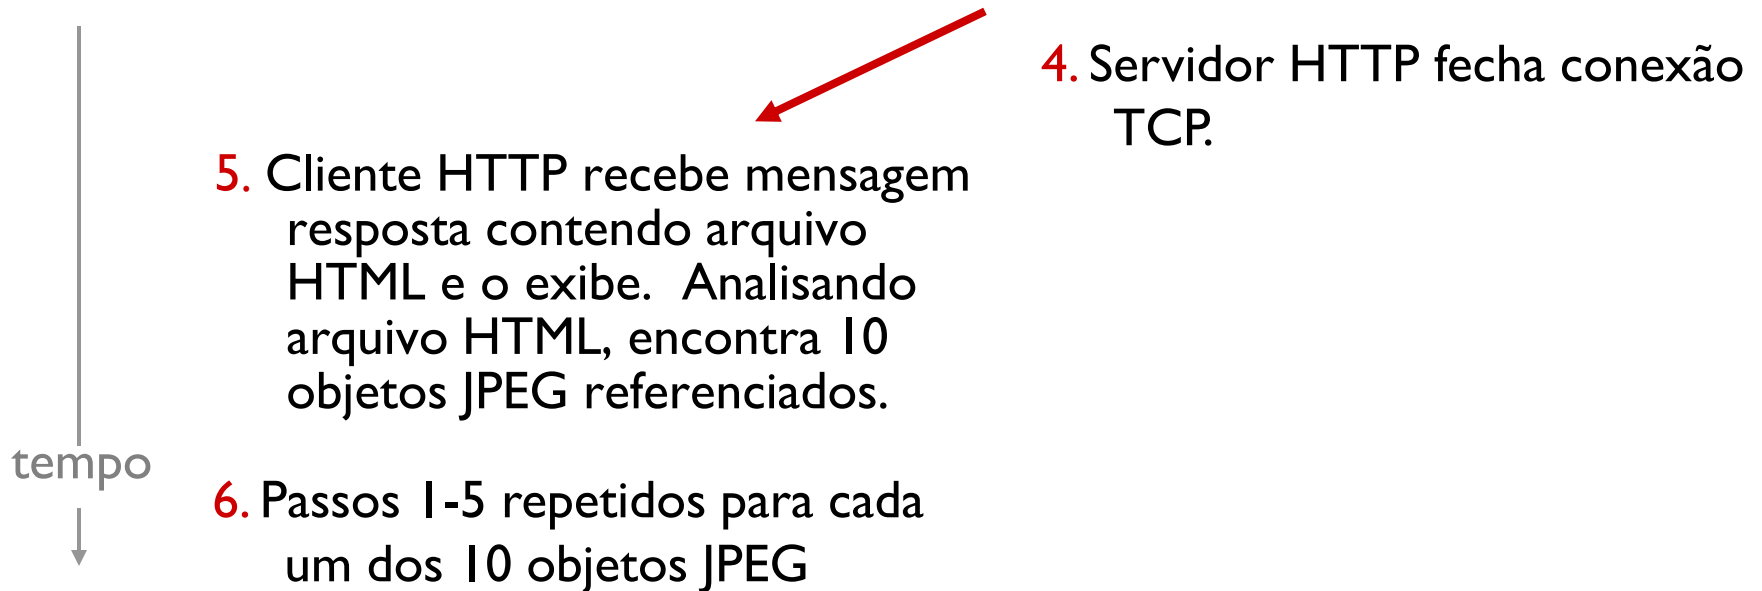 4. Servidor HTTP fecha conexão
TCP.
5. Cliente HTTP recebe mensagem
resposta contendo arquivo
HTML e o exibe. Analisando
arquivo HTML, encontra 10
objetos JPEG referenciados.
tempo
6. Passos 1-5 repetidos para cada
um dos 10 objetos JPEG